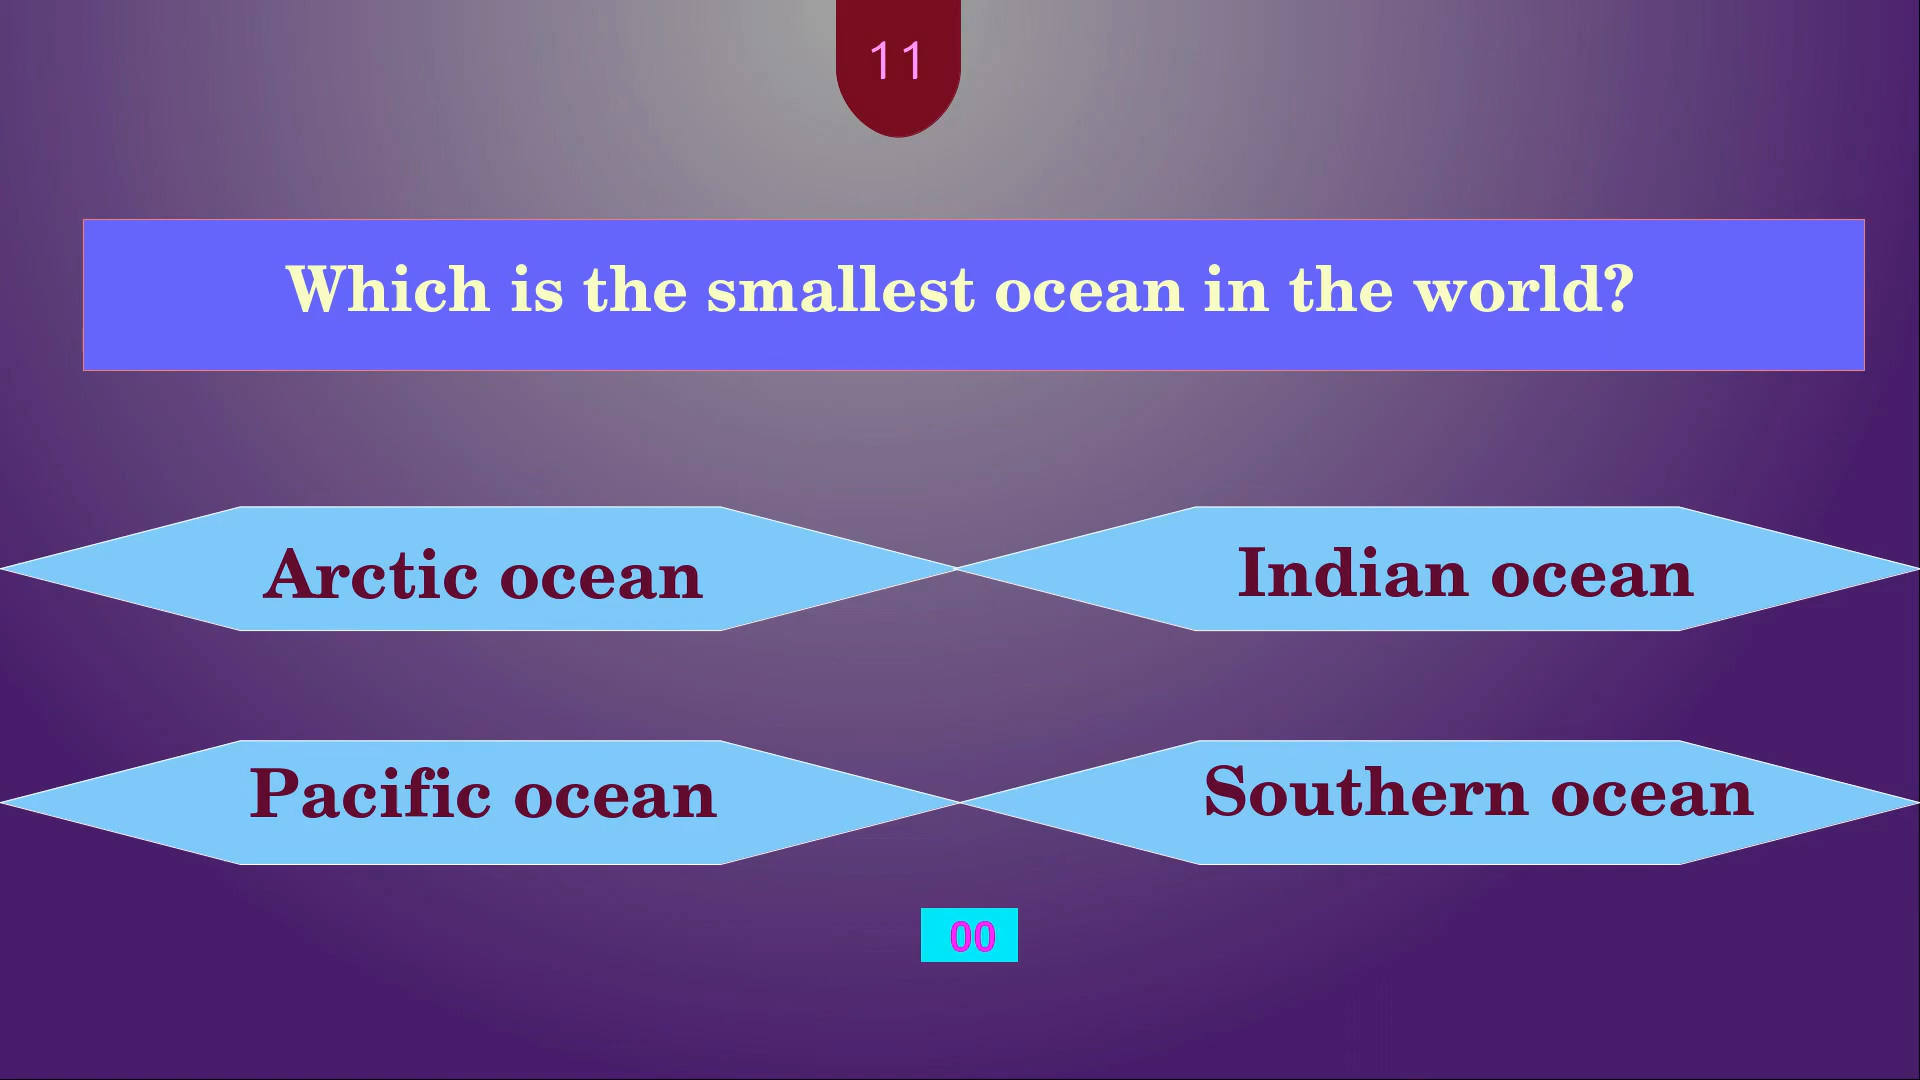 11
Which is the smallest ocean in the world?
Arctic ocean
Indian ocean
Pacific ocean
Southern ocean
00